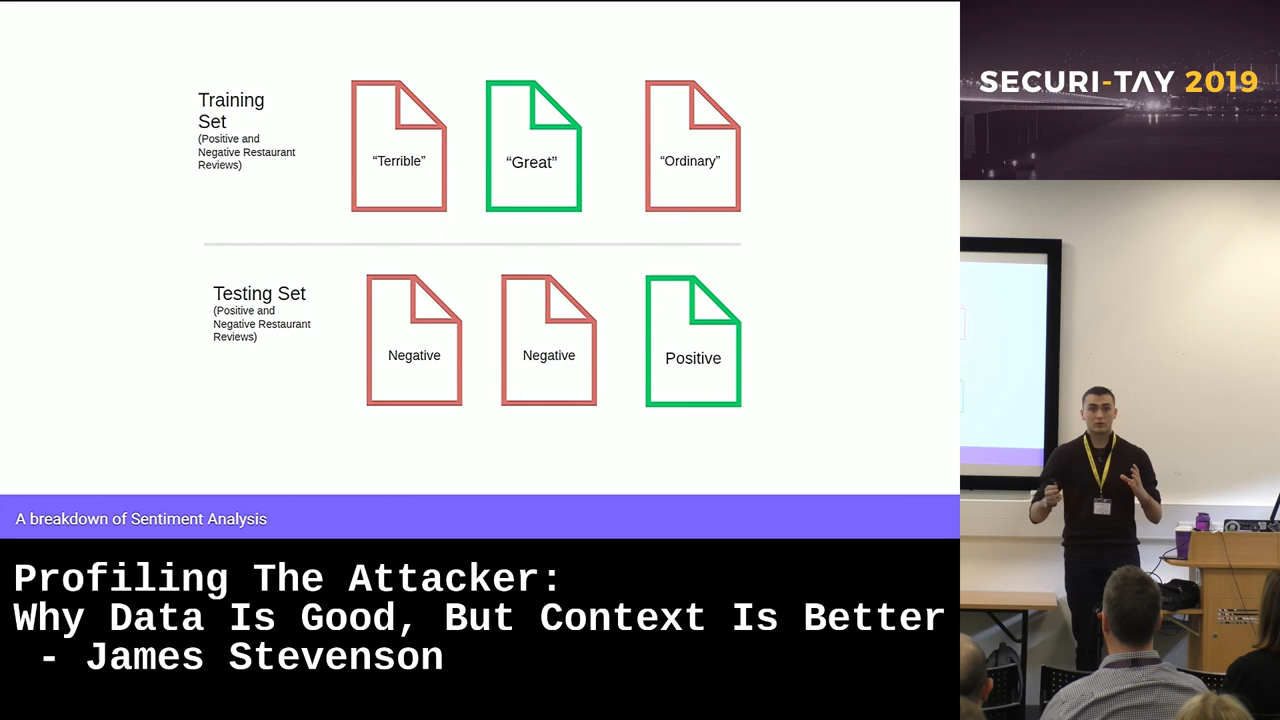 Training
Set
(Positive and
Negative Restaurant
Reviews)
“Terrible”
“Great”
“Ordinary”
Testing Set
(Positive and
Negative Restaurant
Reviews)
Negative
Negative
Positive
A breakdown of Sentiment Analysis
Profiling The Attacker:
Why Data Is Good, But Context Is Better
- James Stevenson
SECURI-TAY 2019